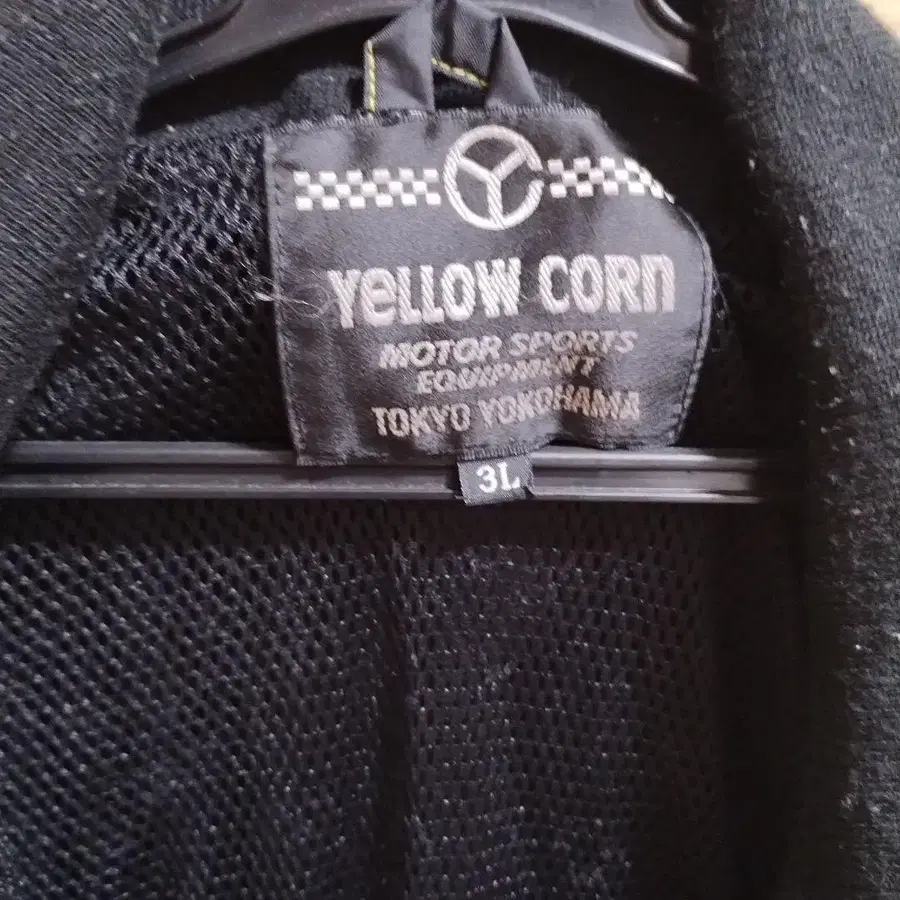 YeLLOW CORn
MOTOR SPORTS
EQUIPMENT
TOKYO YOKOHAMA
3L